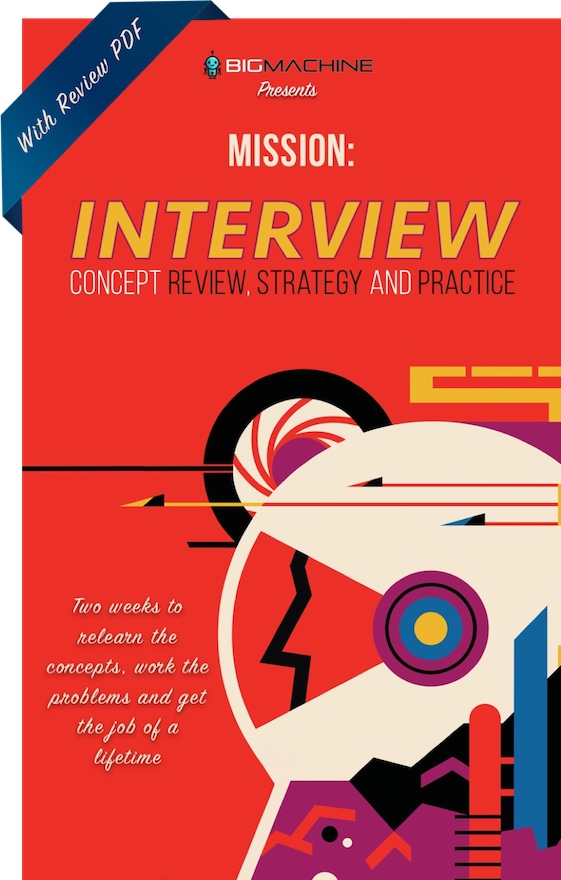 With Review PDF
BIGMACHINE
Presents
MISSION:
INTERVIEW
CONCEPT REVIEW, STRATEGY AND PRACTICE
Two weeks to
relearn the
concepts, work the
problems and get
the job of a
lifetime